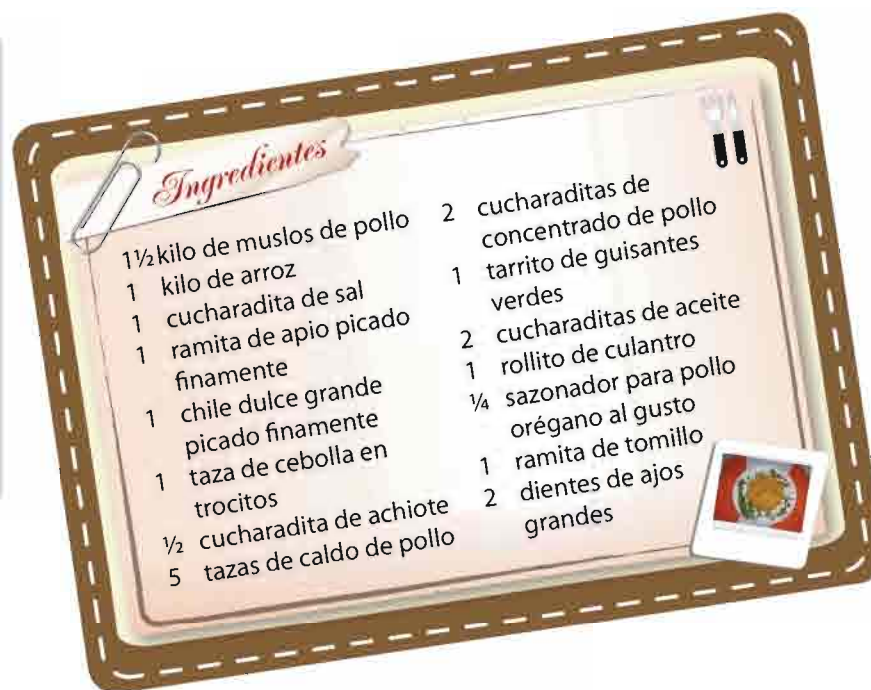 Ingredientes
1½ kilo de muslos de pollo
1 kilo de arroz
1 cucharadita de sal
1 ramita de apio picado
finamente
1 chile dulce grande
picado finamente
1 taza de cebolla en
trocitos
½ cucharadita de achiote
5 tazas de caldo de pollo
2 cucharaditas de
concentrado de pollo
1 tarrito de guisantes
verdes
2 cucharaditas de aceite
1 rollito de culantro
¼ sazonador para pollo
orégano al gusto
1 ramita de tomillo
2 dientes de ajos
grandes